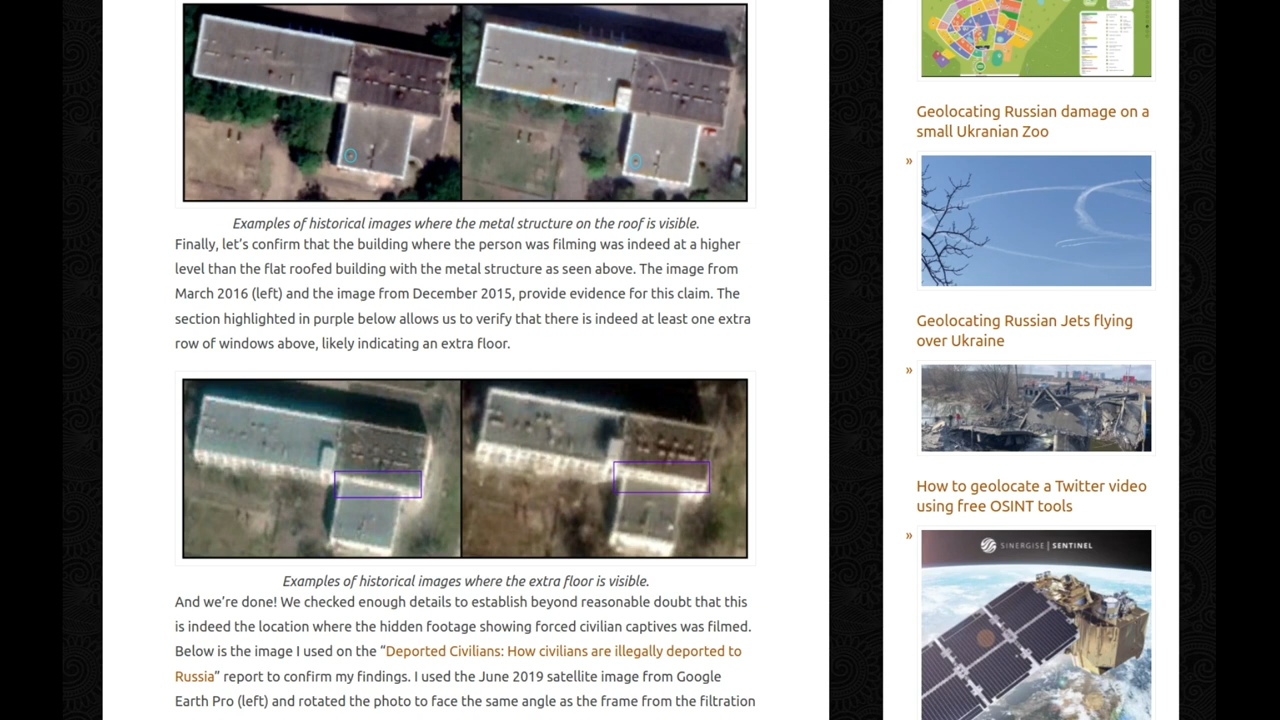 Examples of historical images where the metal structure on the roof is visible.
Finally, let's confirm that the building where the person was filming was indeed at a higher
level than the flat roofed building with the metal structure as seen above. The image from
March 2016 (left) and the image from December 2015, provide evidence for this claim. The
section highlighted in purple below allows us to verify that there is indeed at least one extra
row of windows above, likely indicating an extra floor.
Examples of historical images where the extra floor is visible.
And we're done! We checked enough details to establish beyond reasonable doubt that this
is indeed the location where the hidden footage showing forced civilian captives was filmed.
Below is the image I used on the “Deported Civilians: How civilians are illegally deported to
Russia” report to confirm my findings. I used the June 2019 satellite image from Google
Earth Pro (left) and rotated the photo to face the same angle as the frame from the filtration
Geolocating Russian damage on a
small Ukranian Zoo
»
Geolocating Russian Jets flying
over Ukraine
»
How to geolocate a Twitter video
using free OSINT tools
»
SINERGISE | SENTINEL